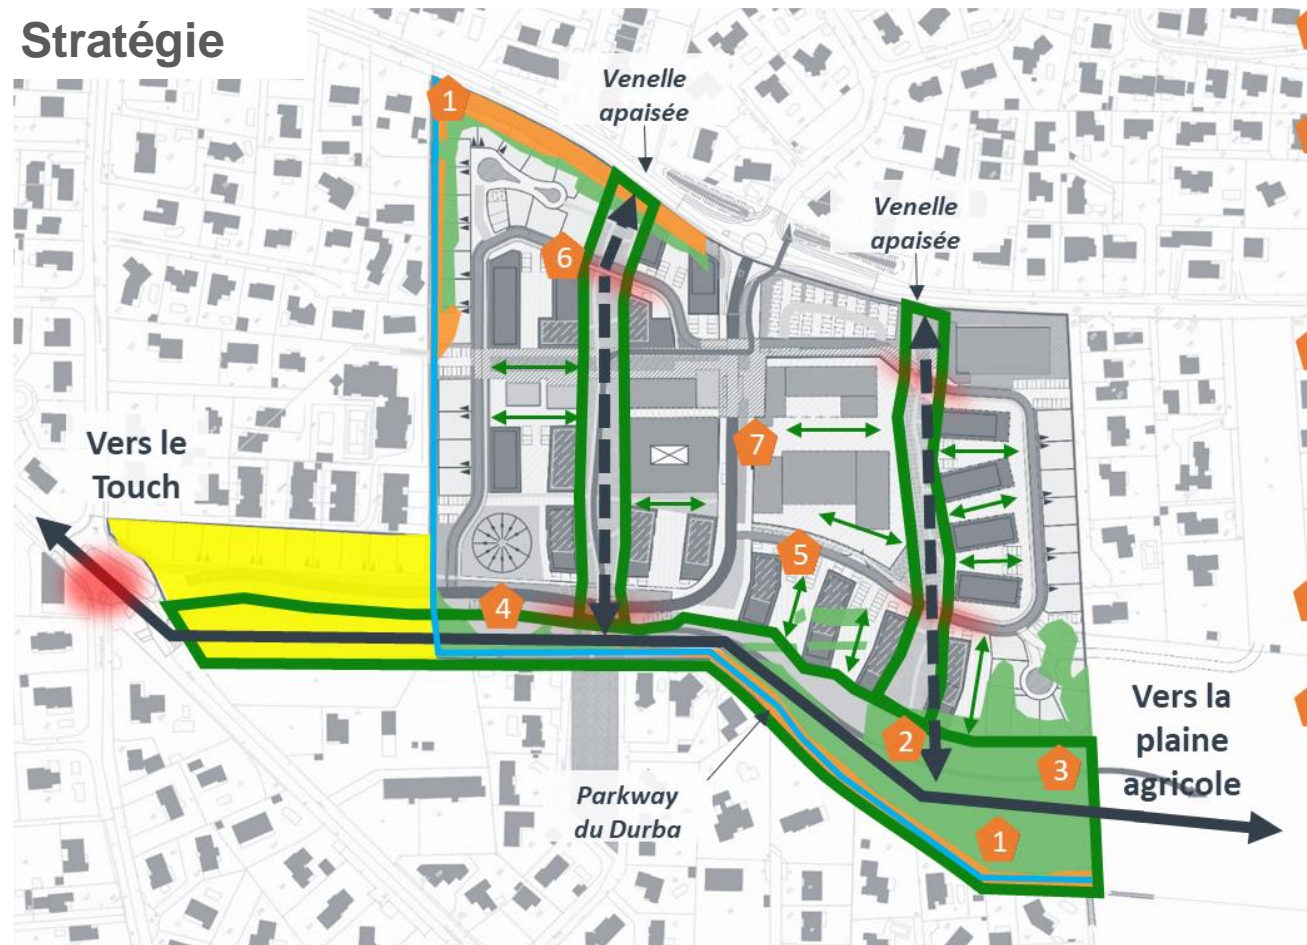 Stratégie
Venelle
apaisée
1
Venelle
apaisée
6
7
Vers le
Touch
5
4
Vers la
plaine
agricole
2
3
Parkway
du Durba
1